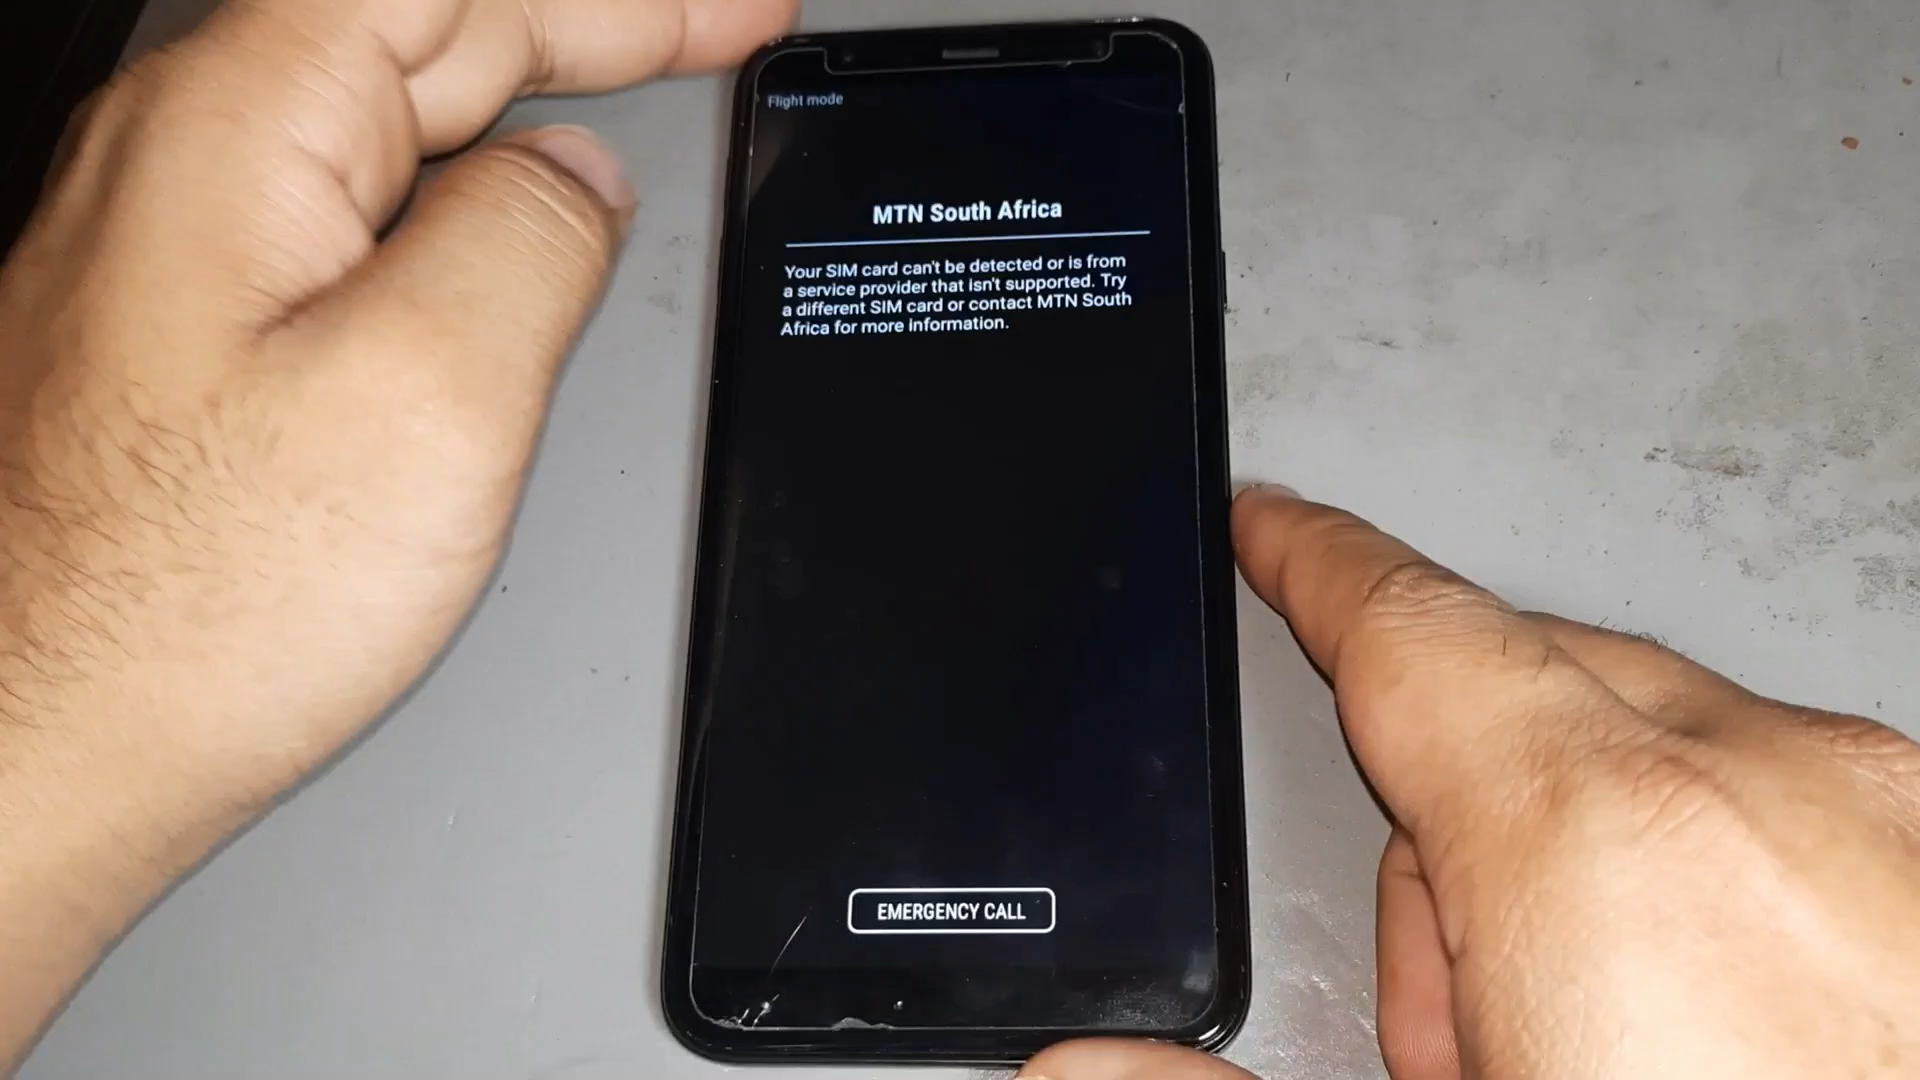 Flight mode
MTN South Africa
Your SIM card can't be detected or is from
a service provider that isn't supported. Try
a different SIM card or contact MTN South
Africa for more information.
EMERGENCY CALL